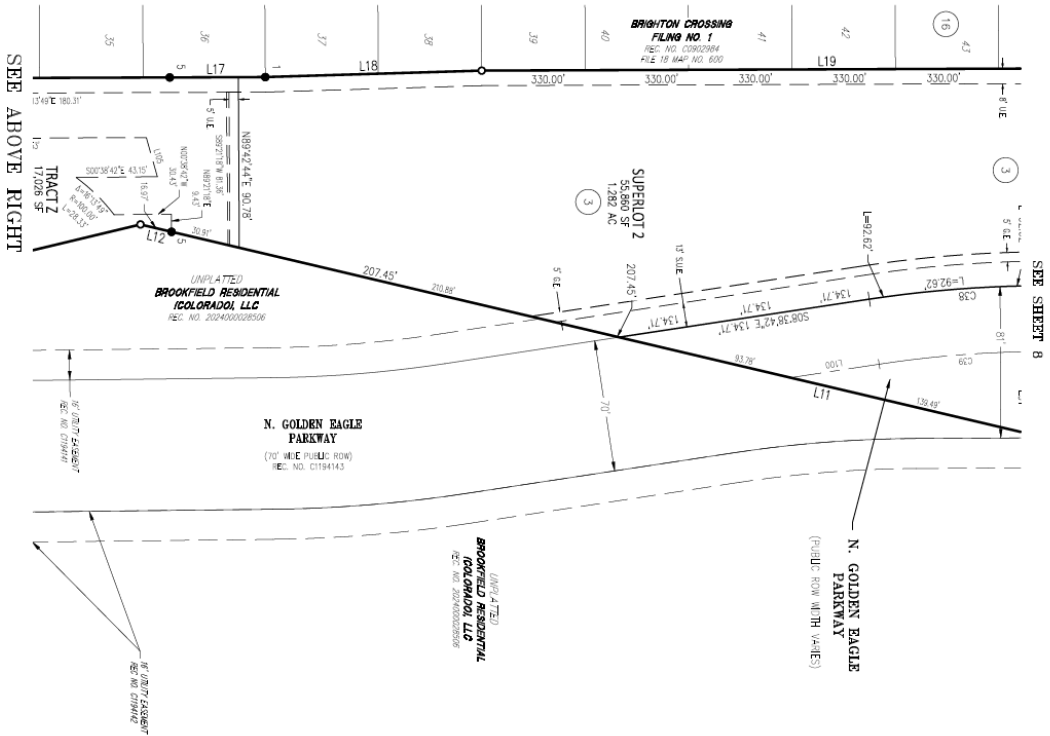 BRIGHTON CROSSING
FILING NO. 1
REC. NO. C0902984
FILE 18 MAP NO. 600
16
35
36
37
38
39
40
41
42
43
L17
L18
L19
5
1
330.00'
330.00'
330.00'
330.00'
330.00'
8' U.E.
13'49"E 180.31'
5' U.E.
S89°21'18"W 81.36'
N89°42'44"E 90.78'
L105
N00°38'42"W
30.43'
N89°21'18"E
9.43'
S00°38'42"E 43.15'
16.97'
Δ=16°13'49"
R=100.00'
L=28.33'
TRACT Z
17,026 SF
SEE ABOVE RIGHT
L12
5
30.91'
SUPERLOT 2
55,860 SF
1.282 AC
3
3
L=92.62'
5' G.E.
SEE SHEET 8
UNPLATTED
BROOKFIELD RESIDENTIAL
(COLORADO), LLC
REC. NO. 2024000028506
207.45'
210.88'
5' G.E.
207.45'
13' S.U.E.
134.71'
134.71'
S08°38'42"E 134.71'
134.71'
L=92.62'
C38
81'
93.78'
L100
C39
L11
139.49'
70'
16' UTILITY EASEMENT
REC. NO. C1194141
N. GOLDEN EAGLE
PARKWAY
(70' WIDE PUBLIC ROW)
REC. NO. C1194143
UNPLATTED
BROOKFIELD RESIDENTIAL
(COLORADO), LLC
REC. NO. 2024000028506
N. GOLDEN EAGLE
PARKWAY
(PUBLIC ROW WIDTH VARIES)
16' UTILITY EASEMENT
REC. NO. C1194142